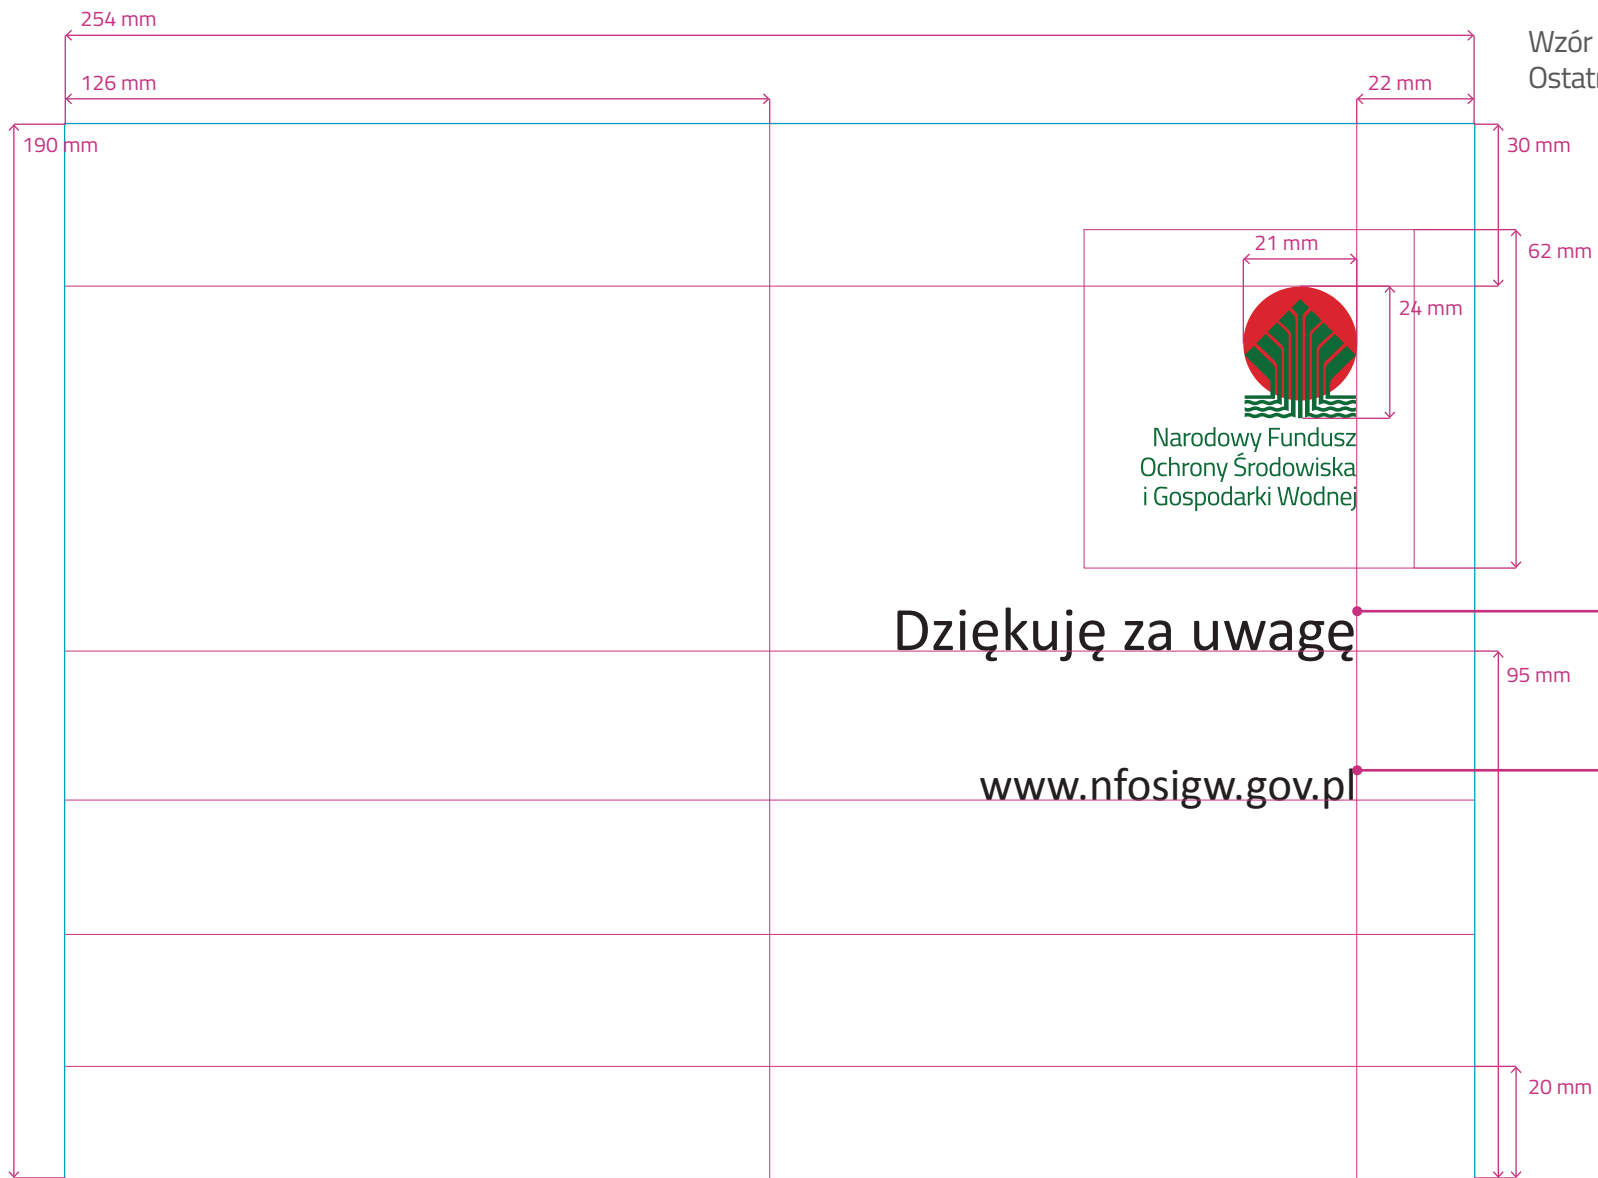 254 mm
Wzór
126 mm
22 mm
190 mm
30 mm
21 mm
62 mm
24 mm
Narodowy Fundusz
Ochrony Środowiska
i Gospodarki Wodnej
Dziękuję za uwagę
95 mm
www.nfosigw.gov.pl
20 mm